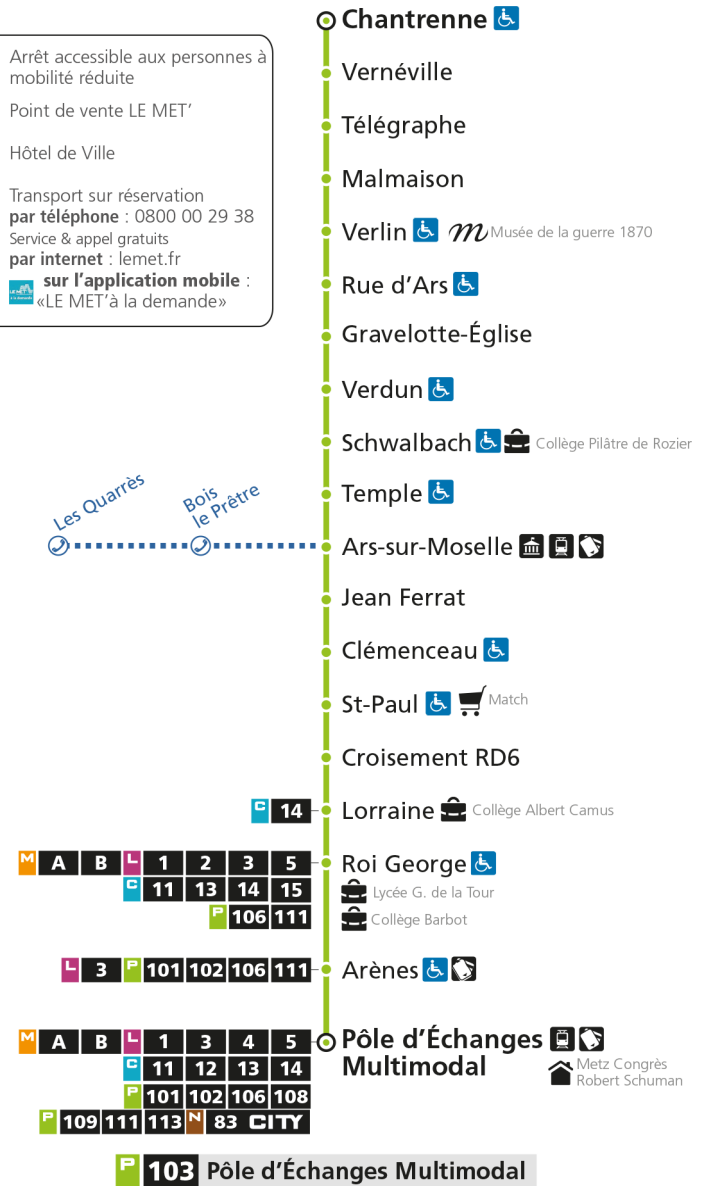 Chantrenne
Arrêt accessible aux personnes à
mobilité réduite
Point de vente LE MET’
Hôtel de Ville
Transport sur réservation
par téléphone : 0800 00 29 38
Service & appel gratuits
par internet : lemet.fr
sur l’application mobile :
«LE MET’à la demande»
Vernéville
Télégraphe
Malmaison
Verlin m Musée de la guerre 1870
Rue d’Ars
Gravelotte-Église
Verdun
Schwalbach Collège Pilâtre de Rozier
Temple
Les Quarrès
Bois
le Prêtre
Ars-sur-Moselle
Jean Ferrat
Clémenceau
St-Paul Match
Croisement RD6
C 14 Lorraine Collège Albert Camus
M A B L 1 2 3 5 Roi George
C 11 13 14 15 Lycée G. de la Tour
P 106 111 Collège Barbot
L 3 P 101 102 106 111 Arènes
M A B L 1 3 4 5 Pôle d’Échanges
C 11 12 13 14 Multimodal Metz Congrès
Robert Schuman
P 101 102 106 108
P 109 111 113 N 83 CITY
P 103 Pôle d’Échanges Multimodal